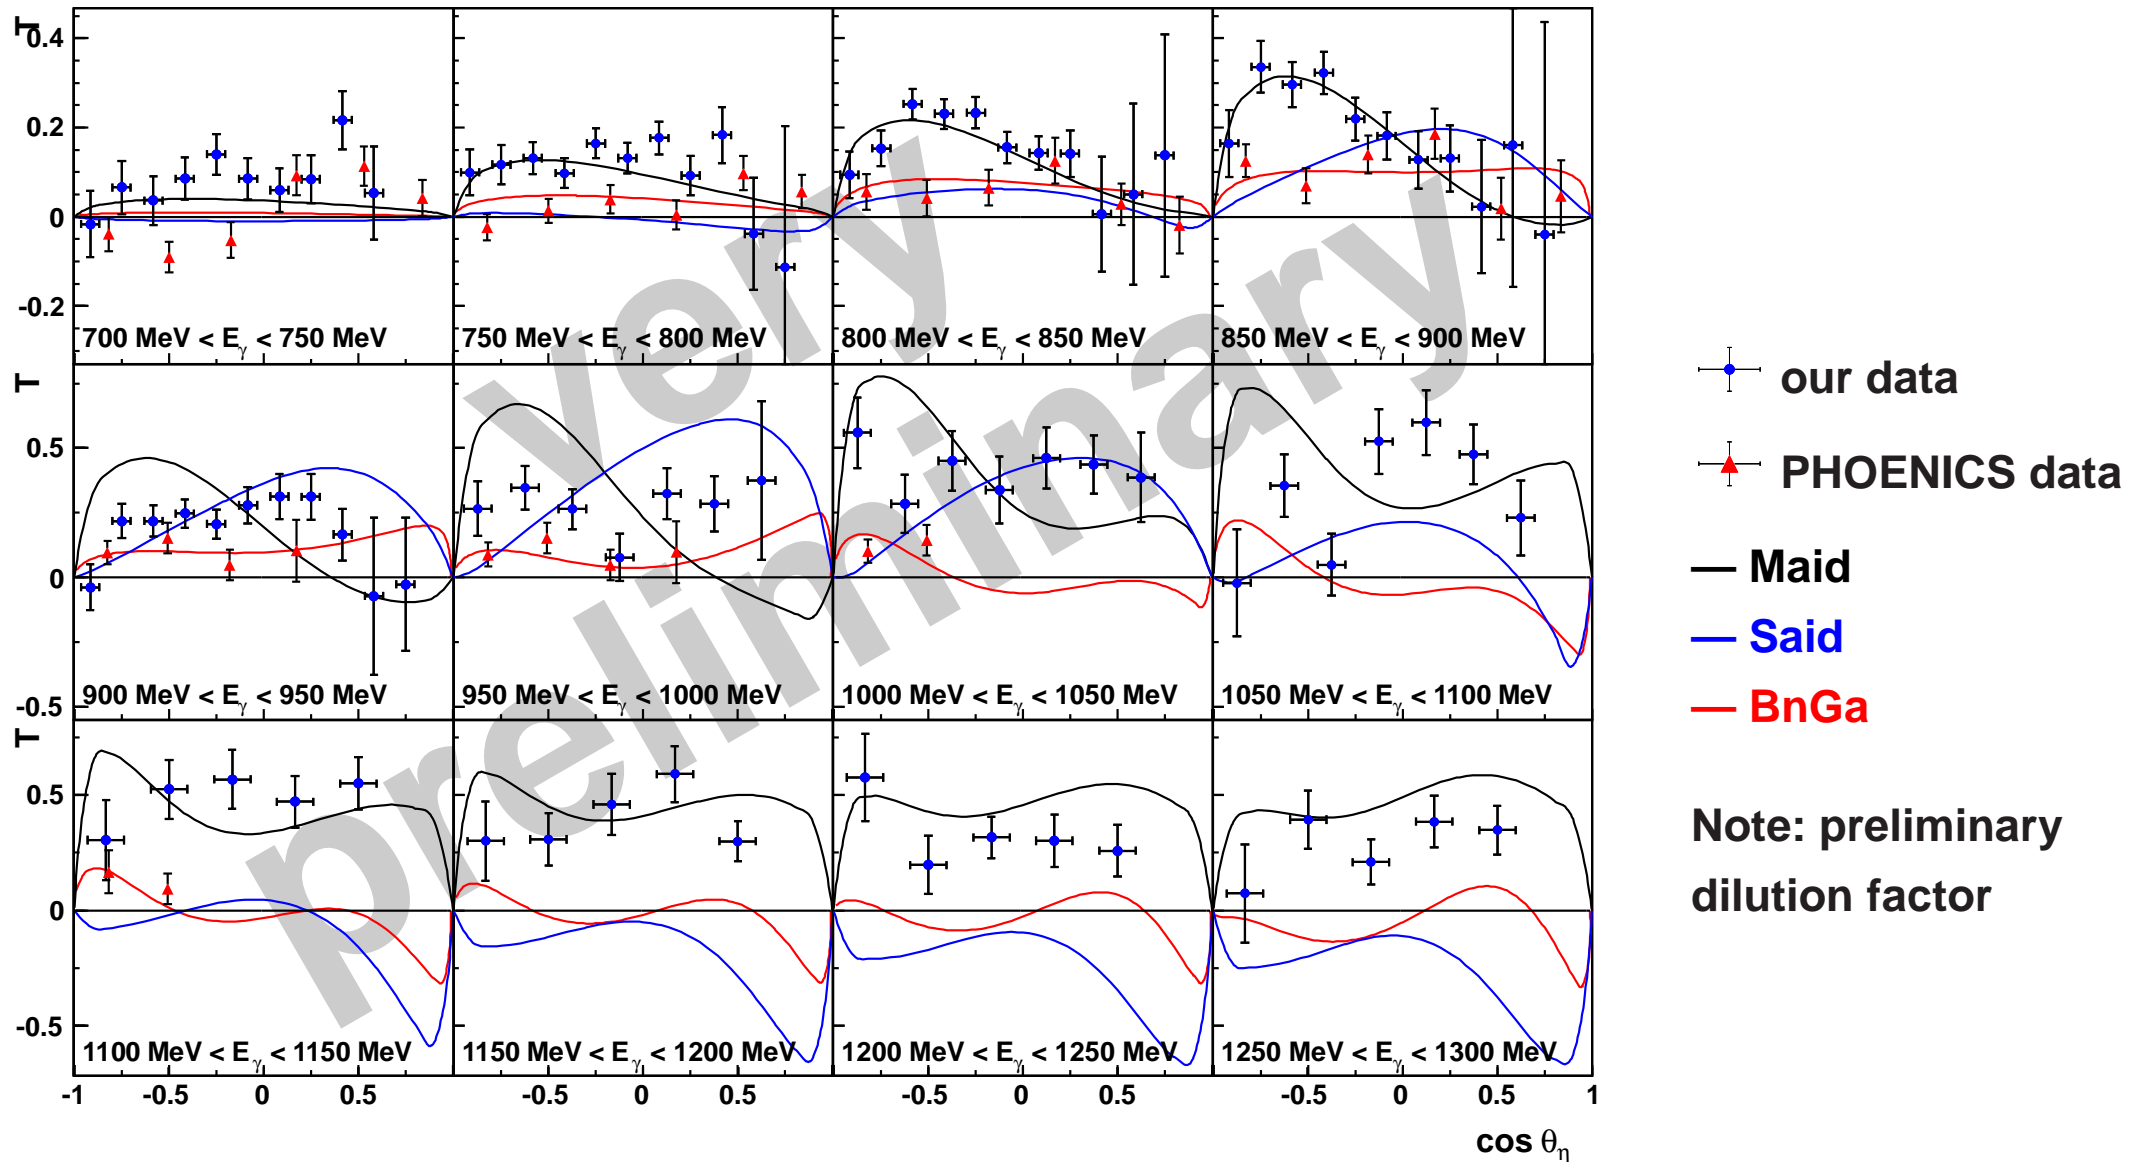 T
0.4
0.2
0
-0.2
700 MeV < Eγ < 750 MeV
750 MeV < Eγ < 800 MeV
800 MeV < Eγ < 850 MeV
850 MeV < Eγ < 900 MeV
T
0.5
0
-0.5
900 MeV < Eγ < 950 MeV
950 MeV < Eγ < 1000 MeV
1000 MeV < Eγ < 1050 MeV
1050 MeV < Eγ < 1100 MeV
T
0.5
0
-0.5
1100 MeV < Eγ < 1150 MeV
1150 MeV < Eγ < 1200 MeV
1200 MeV < Eγ < 1250 MeV
1250 MeV < Eγ < 1300 MeV
-1 -0.5 0 0.5 -0.5 0 0.5 -0.5 0 0.5 -0.5 0 0.5 1
cos θη
very
preliminary
our data
PHOENICS data
Maid
Said
BnGa
Note: preliminary
dilution factor